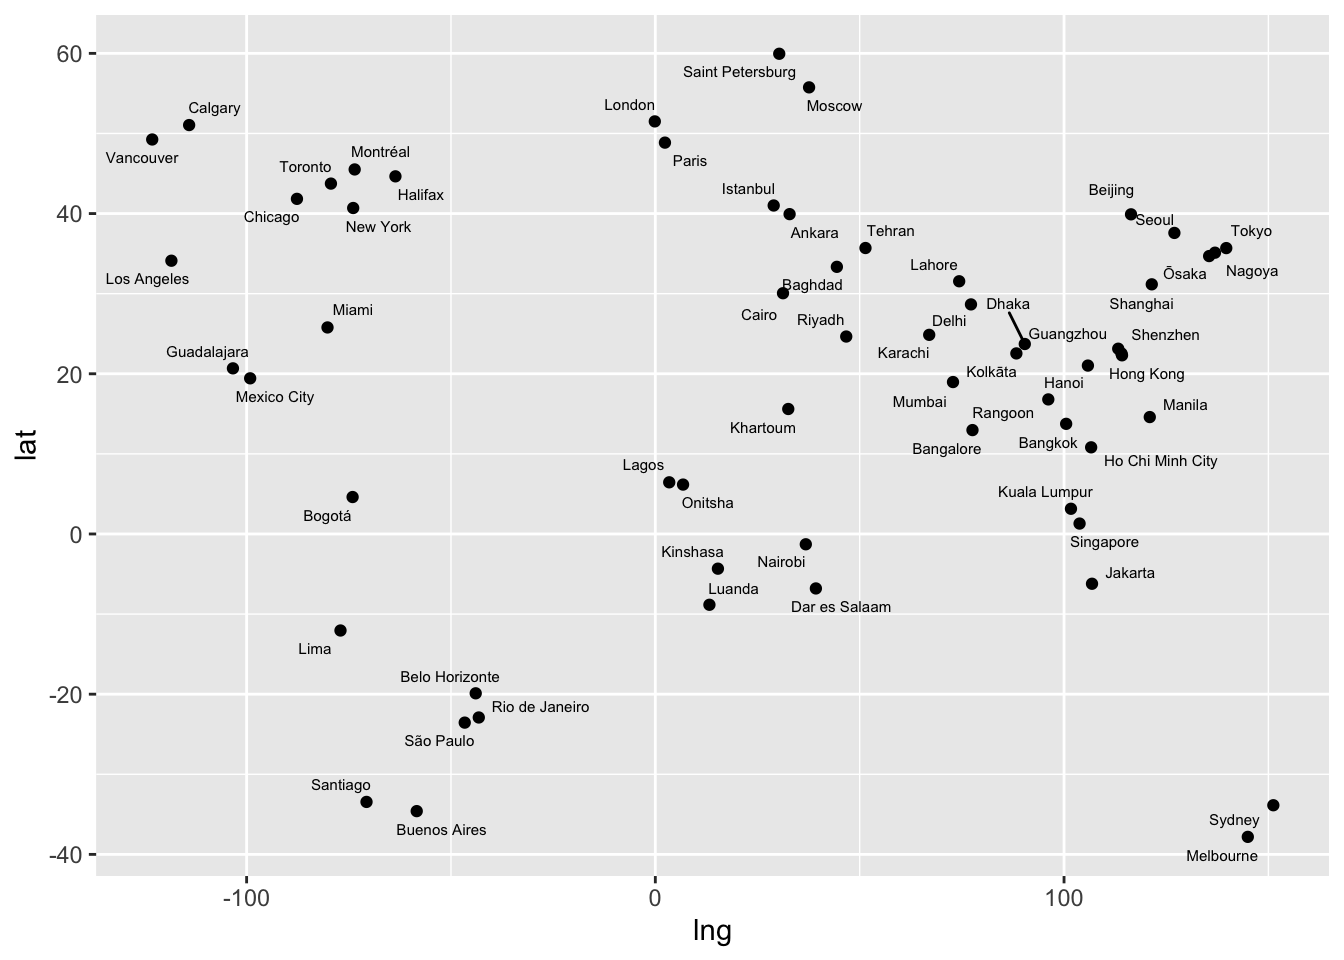 60
Saint Petersburg
Moscow
London
Calgary
Vancouver
Montréal
Paris
Toronto
Istanbul
Beijing
Halifax
Chicago
40
Seoul
New York
Ankara
Tehran
Tokyo
Lahore
Nagoya
Ōsaka
Los Angeles
Baghdad
Dhaka
Shanghai
Miami
Cairo
Riyadh
Delhi
Guangzhou
Shenzhen
Guadalajara
Karachi
20
Kolkāta
Hong Kong
Hanoi
Mexico City
Mumbai
Manila
Rangoon
Khartoum
Bangkok
Bangalore
lat
Ho Chi Minh City
Lagos
Kuala Lumpur
Onitsha
Bogotá
0
Singapore
Kinshasa
Nairobi
Jakarta
Luanda
Dar es Salaam
Lima
Belo Horizonte
-20
Rio de Janeiro
São Paulo
Santiago
Sydney
Buenos Aires
-40
Melbourne
-100
0
100
lng